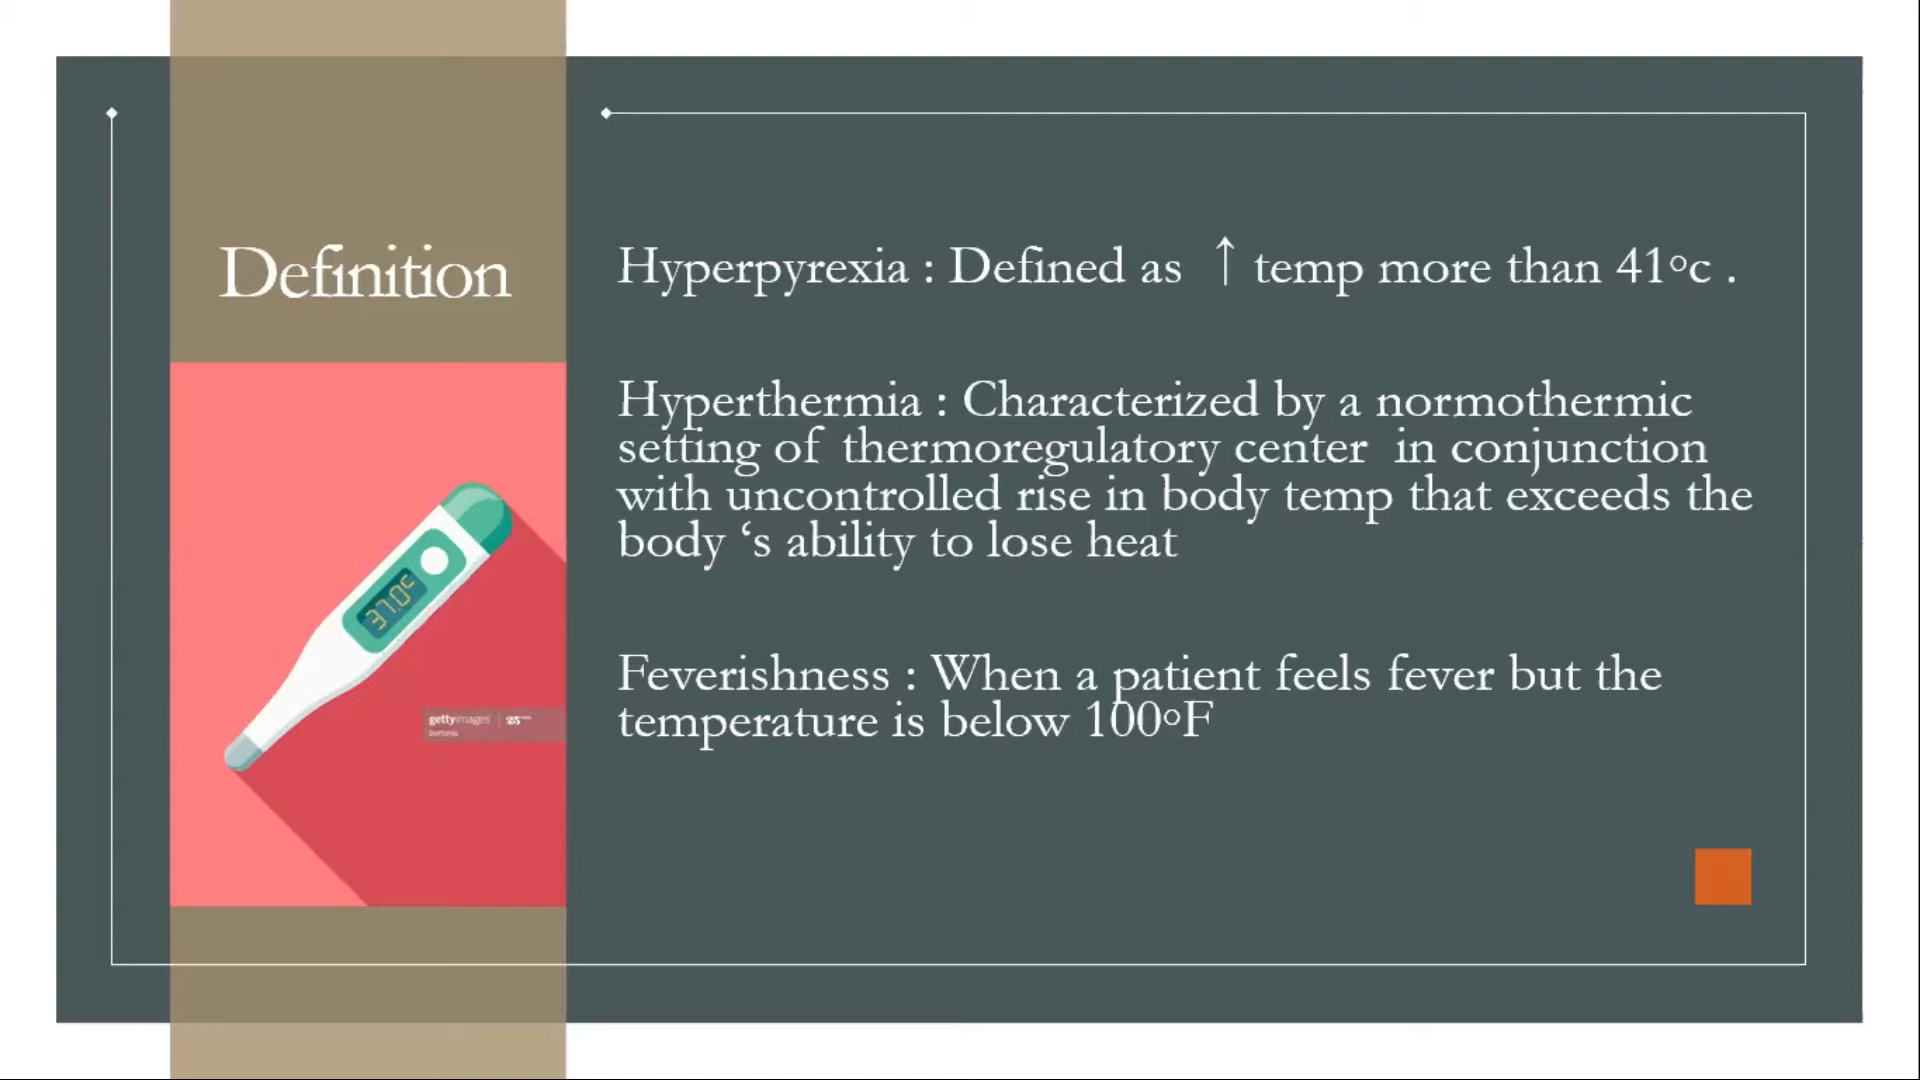 Definition
Hyperpyrexia : Defined as ↑ temp more than 41°c .
Hyperthermia : Characterized by a normothermic
setting of thermoregulatory center in conjunction
with uncontrolled rise in body temp that exceeds the
body ‘s ability to lose heat
Feverishness : When a patient feels fever but the
temperature is below 100°F
37.0°C
gettyimages